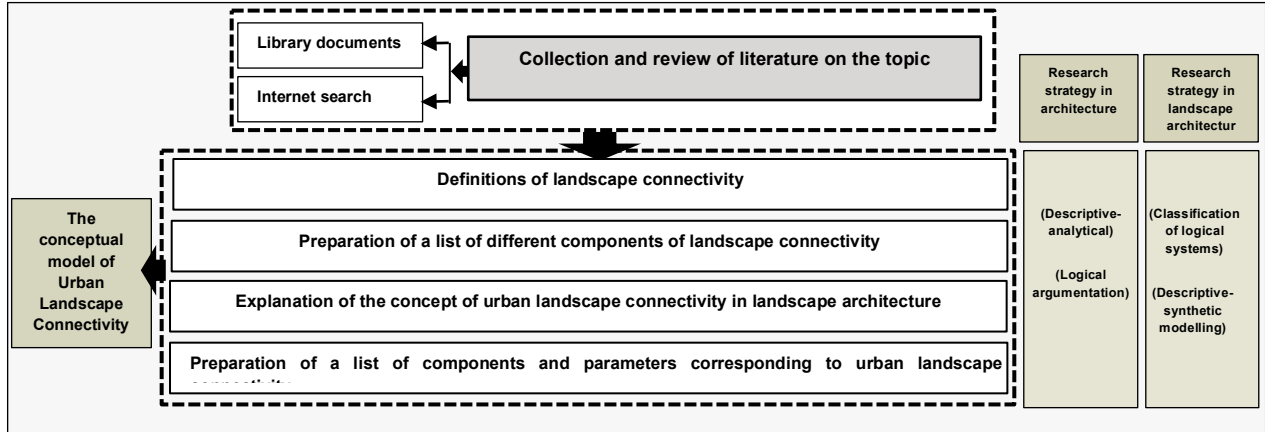 Library documents
Internet search
Collection and review of literature on the topic
Research
strategy in
architecture
Research
strategy in
landscape
architectur
Definitions of landscape connectivity
Preparation of a list of different components of landscape connectivity
Explanation of the concept of urban landscape connectivity in landscape architecture
Preparation of a list of components and parameters corresponding to urban landscape
The
conceptual
model of
Urban
Landscape
Connectivity
(Descriptive-
analytical)
(Logical
argumentation)
(Classification
of logical
systems)
(Descriptive-
synthetic
modelling)